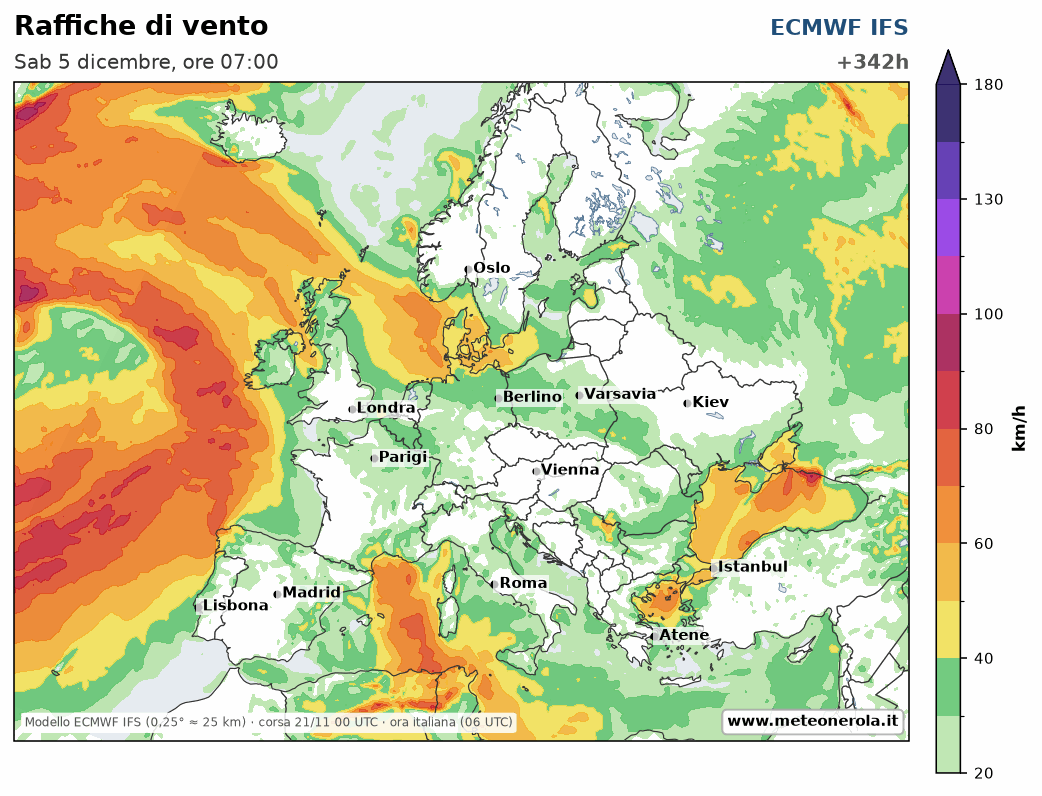 Raffiche di vento
ECMWF IFS
Sab 5 dicembre, ore 07:00
+342h
180
130
100
80
60
40
20
km/h
Oslo
Berlino
Varsavia
Kiev
Londra
Parigi
Vienna
Istanbul
Roma
Madrid
Lisbona
Atene
Modello ECMWF IFS (0,25° ≈ 25 km) · corsa 21/11 00 UTC · ora italiana (06 UTC)
www.meteonerola.it